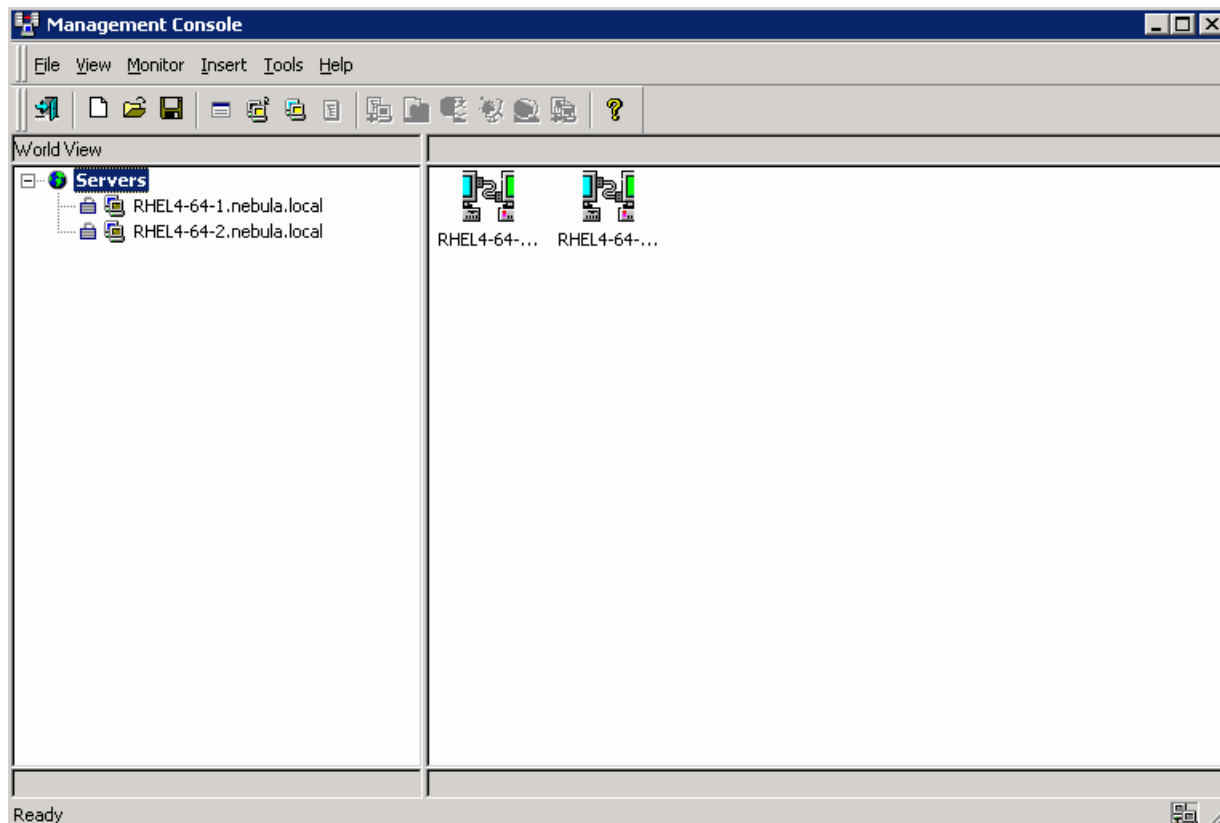 Management Console
File View Monitor Insert Tools Help
World View
Servers
RHEL4-64-1.nebula.local
RHEL4-64-2.nebula.local
RHEL4-64-... RHEL4-64-...
Ready